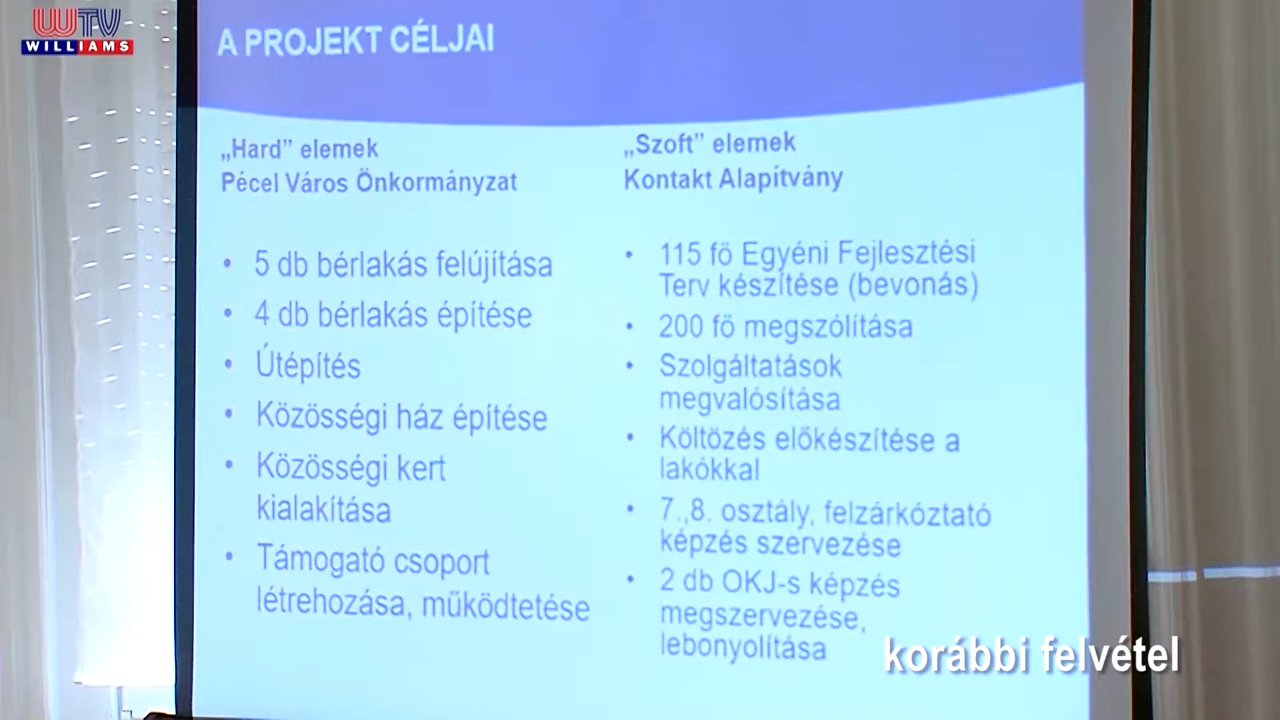 WTV
WILLIAMS
A PROJEKT CÉLJAI
„Hard” elemek
Pécel Város Önkormányzat
• 5 db bérlakás felújítása
• 4 db bérlakás építése
• Útépítés
• Közösségi ház építése
• Közösségi kert
kialakítása
• Támogató csoport
létrehozása, működtetése
„Szoft” elemek
Kontakt Alapítvány
• 115 fő Egyéni Fejlesztési
Terv készítése (bevonás)
• 200 fő megszólítása
• Szolgáltatások
megvalósítása
• Költözés előkészítése a
lakókkal
• 7.,8. osztály, felzárkóztató
képzés szervezése
• 2 db OKJ-s képzés
megszervezése,
lebonyolítása
korábbi felvétel